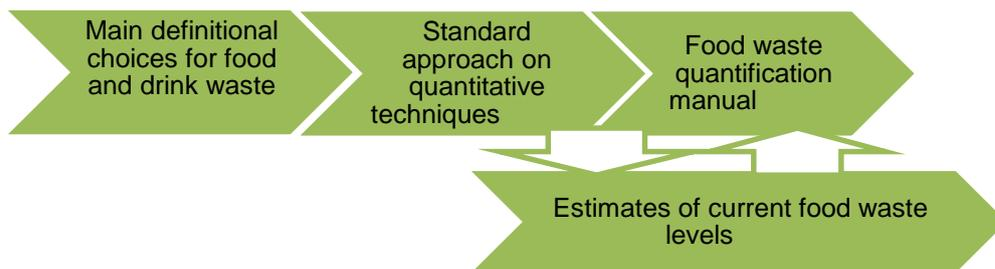 Main definitional
choices for food
and drink waste
Standard
approach on
quantitative
techniques
Food waste
quantification
manual
Estimates of current food waste
levels